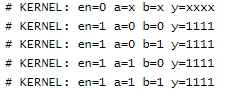 # KERNEL: en=0 a=x b=x y=xxxx
# KERNEL: en=1 a=0 b=0 y=1111
# KERNEL: en=1 a=0 b=1 y=1111
# KERNEL: en=1 a=1 b=0 y=1111
# KERNEL: en=1 a=1 b=1 y=1111